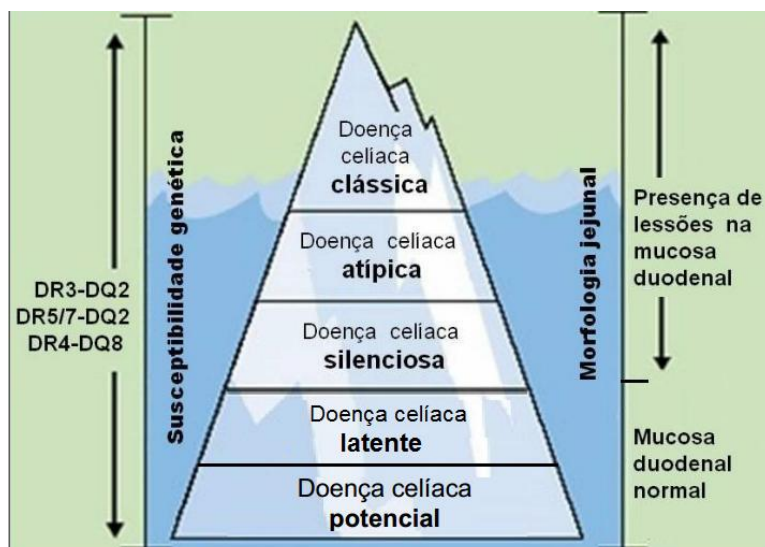 Doença
celíaca
clássica
Doença celíaca
atípica
Doença celíaca
silenciosa
Doença celíaca
latente
Doença celíaca
potencial
DR3-DQ2
DR5/7-DQ2
DR4-DQ8
Susceptibilidade genética
Morfologia jejunal
Presença de
lessões na
mucosa
duodenal
Mucosa
duodenal
normal